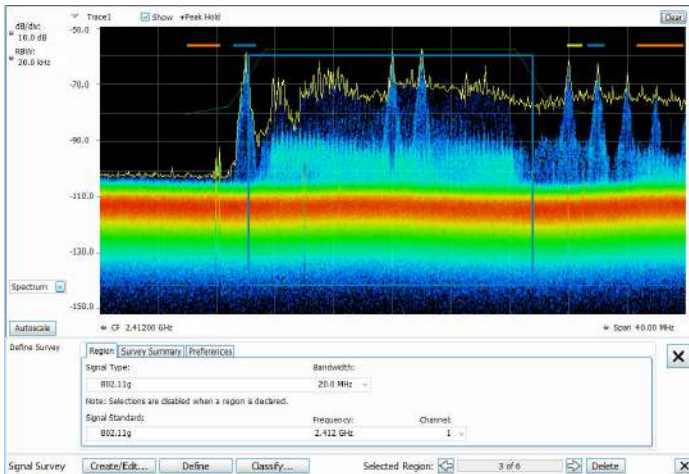 dB/div:
10.0 dB
RBW:
20.0 kHz
Trace1 Show +Peak Hold Clear
-50.0
-70.0
-90.0
-110.0
-130.0
-150.0
Spectrum
Autoscale
CF 2.41200 GHz Span 40.00 MHz
Define Survey
Region Survey Summary Preferences
Signal Type: Bandwidth:
802.11g 20.0 MHz
Note: Selections are disabled when a region is declared.
Signal Standard: Frequency: Channel:
802.11g 2.412 GHz 1
Signal Survey Create/Edit... Define Classify... Selected Region: 3 of 6 Delete